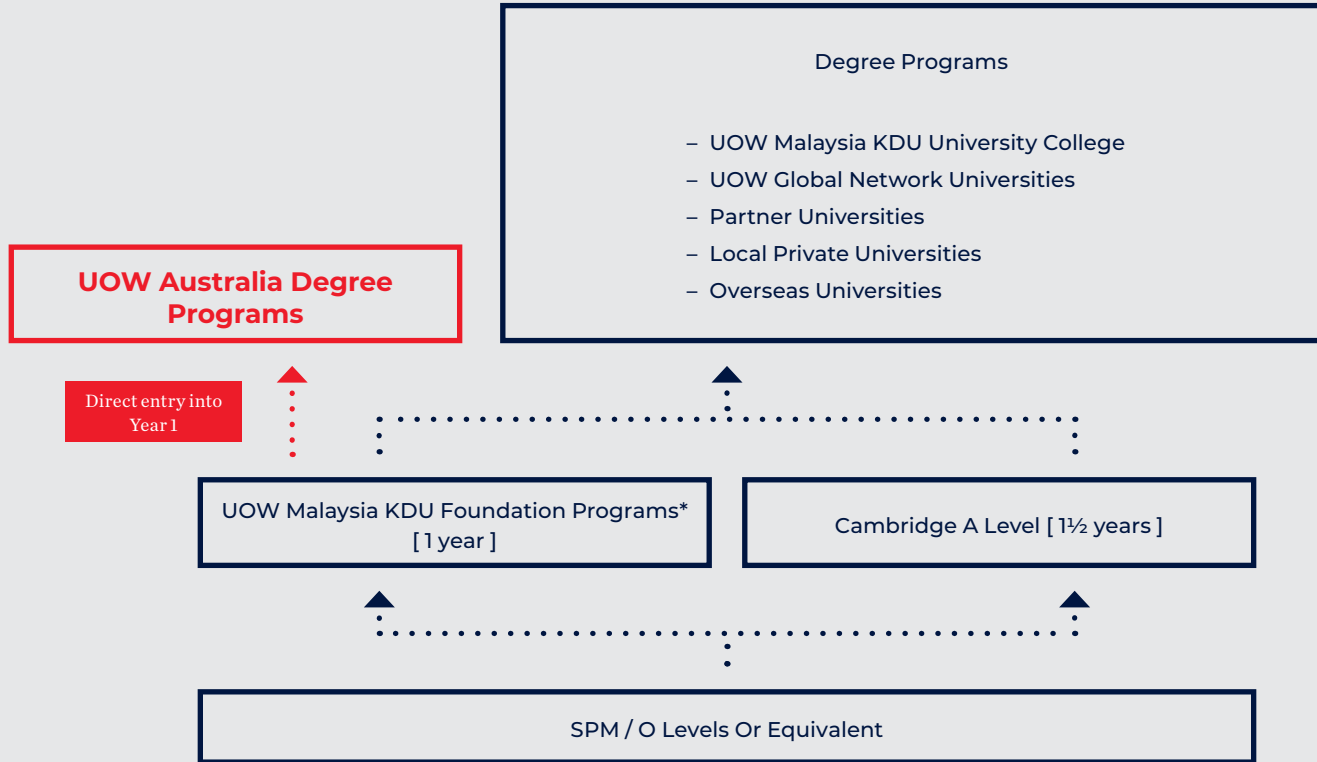 Degree Programs
– UOW Malaysia KDU University College
– UOW Global Network Universities
– Partner Universities
– Local Private Universities
– Overseas Universities
UOW Australia Degree
Programs
Direct entry into
Year 1
UOW Malaysia KDU Foundation Programs*
[ 1 year ]
Cambridge A Level [ 1½ years ]
SPM / O Levels Or Equivalent